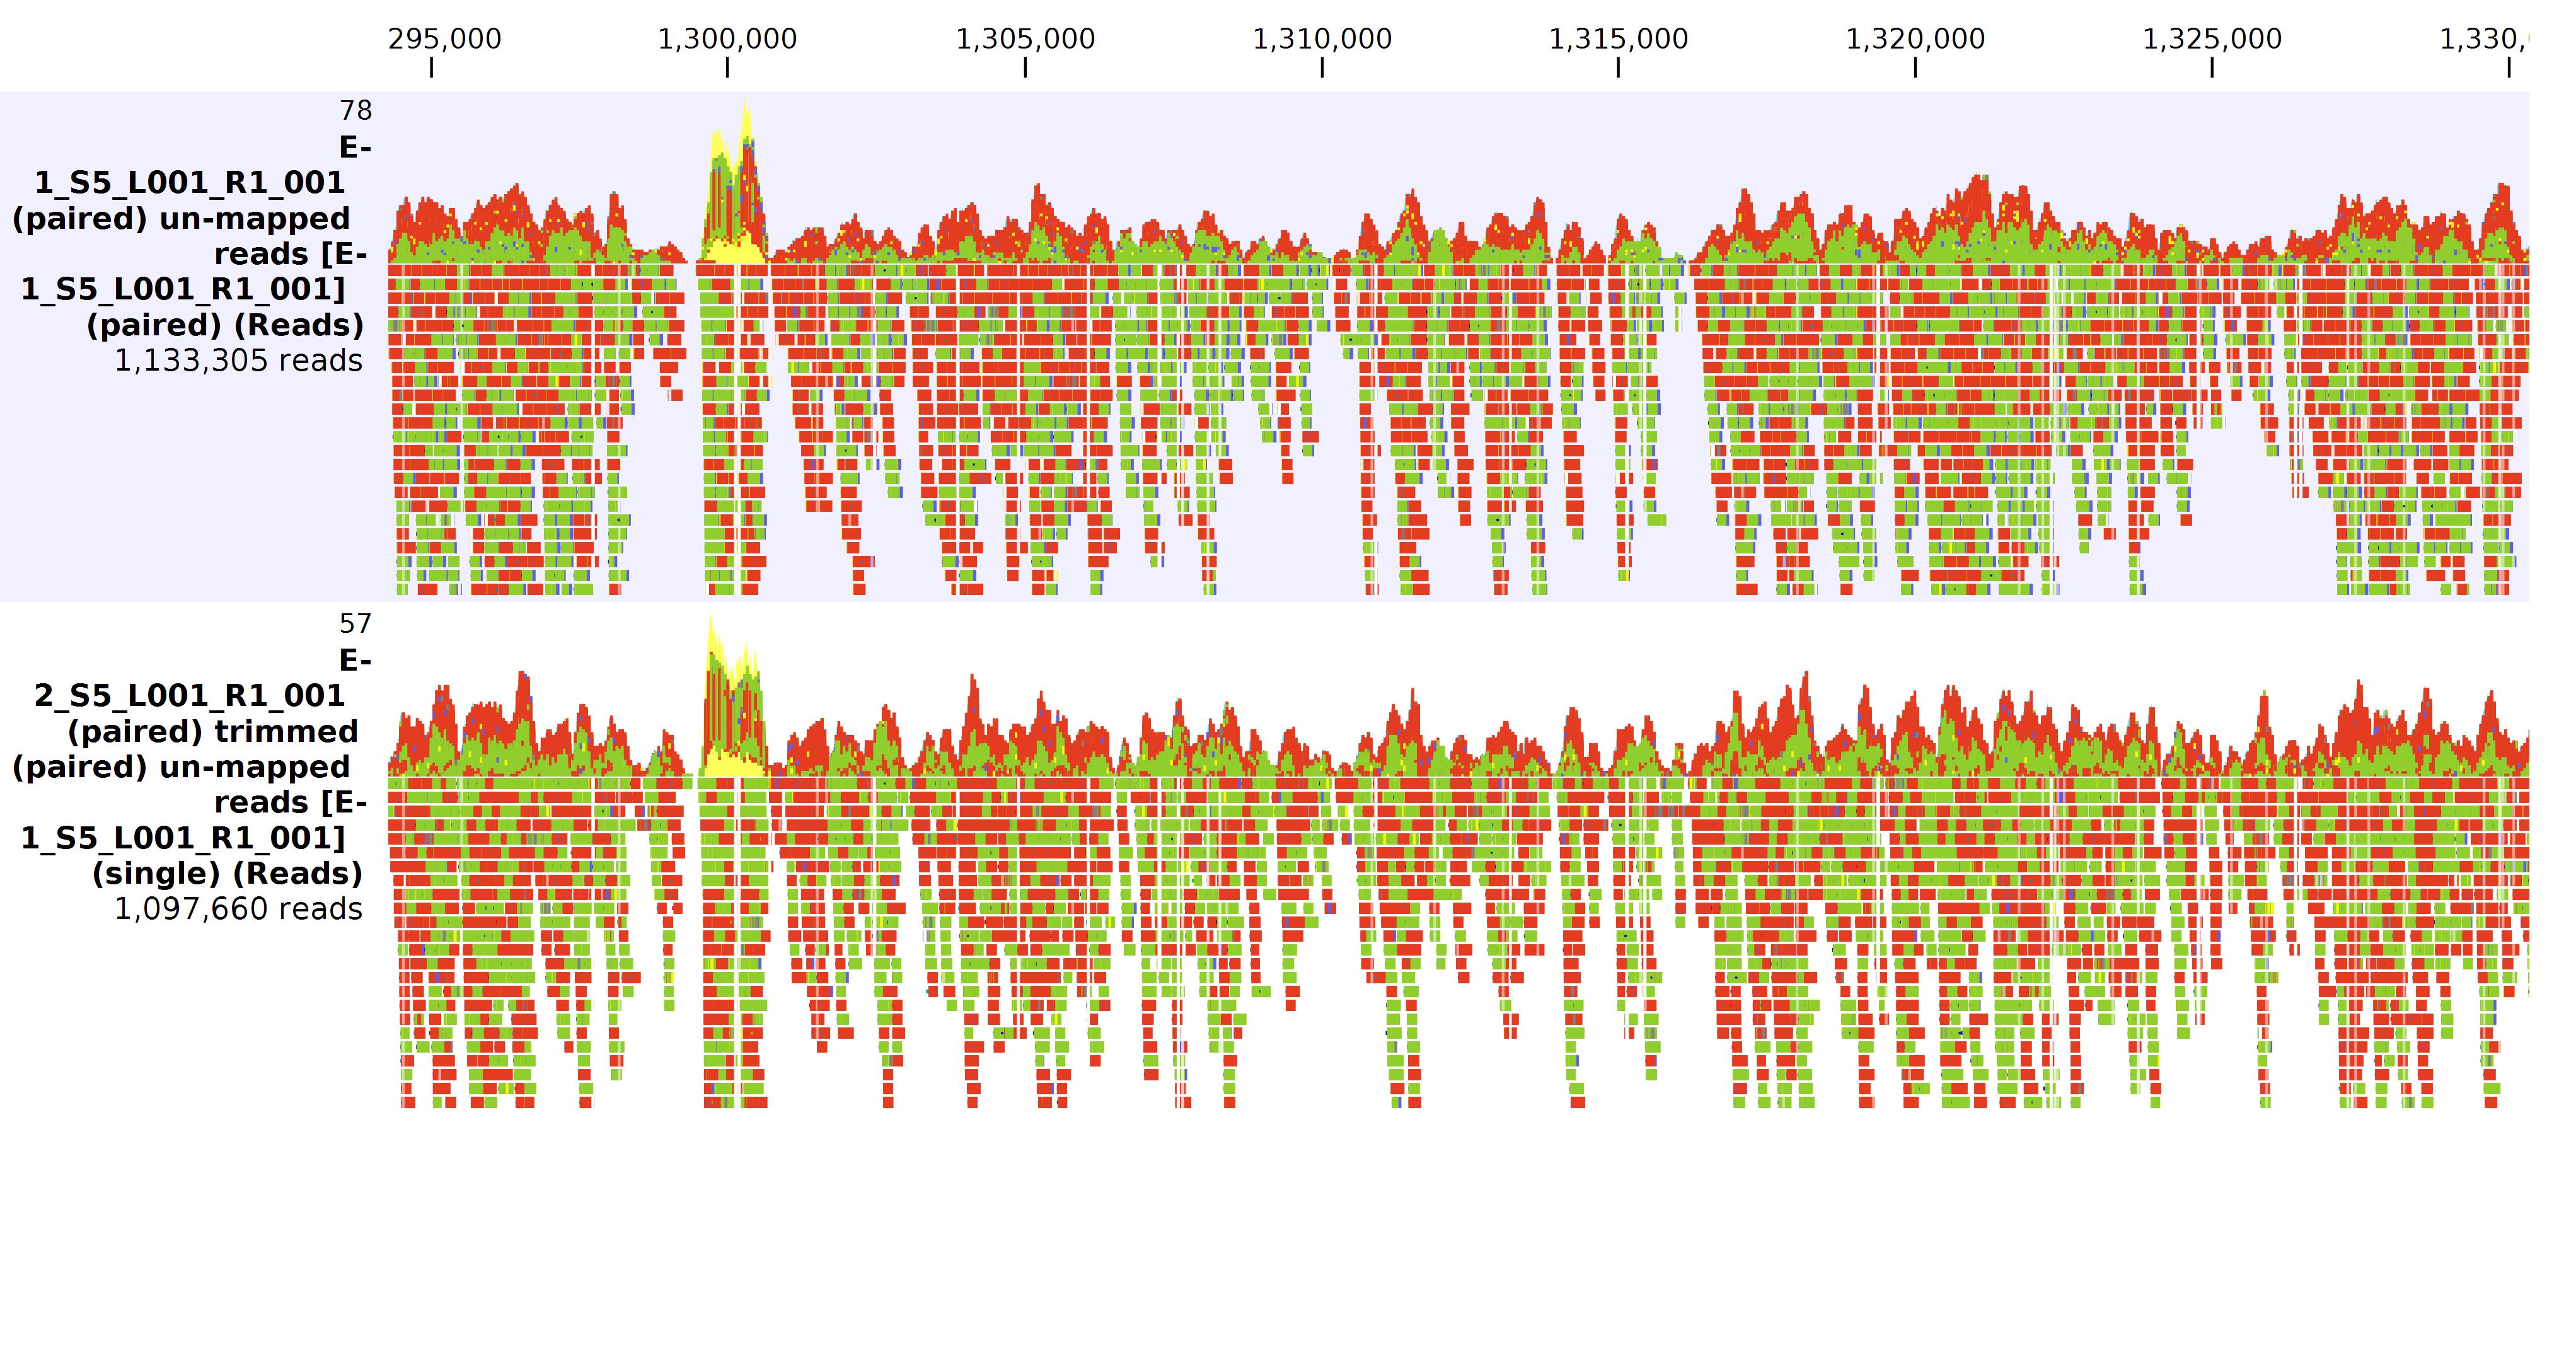 295,000 1,300,000 1,305,000 1,310,000 1,315,000 1,320,000 1,325,000 1,330,
78
E-
1_S5_L001_R1_001
(paired) un-mapped
reads [E-
1_S5_L001_R1_001]
(paired) (Reads)
1,133,305 reads
57
E-
2_S5_L001_R1_001
(paired) trimmed
(paired) un-mapped
reads [E-
1_S5_L001_R1_001]
(single) (Reads)
1,097,660 reads